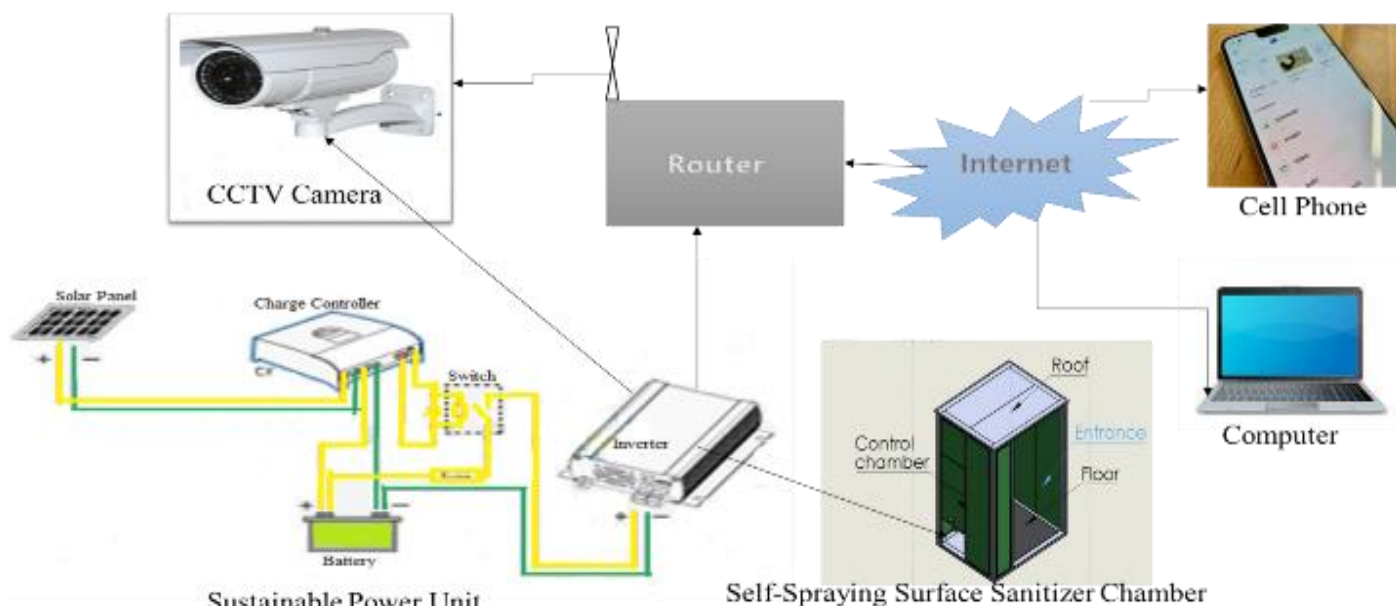 CCTV Camera
Router
Internet
Cell Phone
Solar Panel
+
−
Charge Controller
Switch
Inverter
+
−
+
−
Battery
Sustainable Power Unit
Roof
Entrance
Control
chamber
Floor
Self-Spraying Surface Sanitizer Chamber
Computer